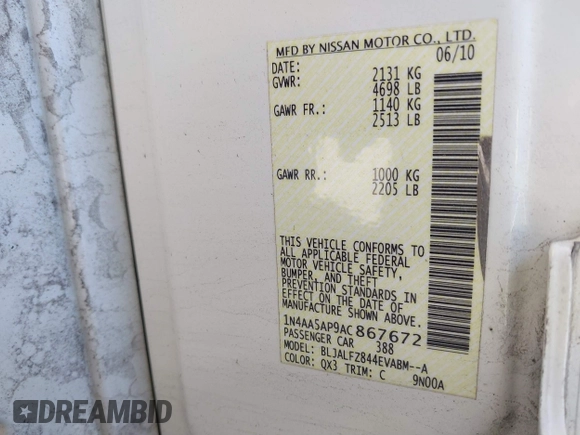 MFD BY NISSAN MOTOR CO., LTD.
DATE: 06/10
GVWR: 2131 KG
4698 LB
GAWR FR.: 1140 KG
2513 LB
GAWR RR.: 1000 KG
2205 LB
THIS VEHICLE CONFORMS TO
ALL APPLICABLE FEDERAL
MOTOR VEHICLE SAFETY,
BUMPER, AND THEFT
PREVENTION STANDARDS IN
EFFECT ON THE DATE OF
MANUFACTURE SHOWN ABOVE.
1N4AA5AP9AC867672
PASSENGER CAR 388
MODEL: BLJALFZ844EVABM--A
COLOR: QX3 TRIM: C 9N00A
DREAMBID